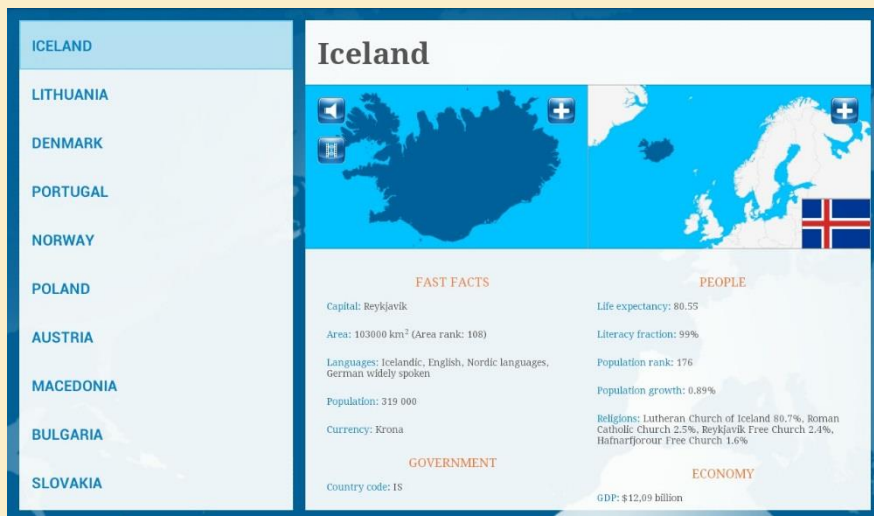 ICELAND
LITHUANIA
DENMARK
PORTUGAL
NORWAY
POLAND
AUSTRIA
MACEDONIA
BULGARIA
SLOVAKIA
Iceland
FAST FACTS
Capital: Reykjavik
Area: 103000 km² (Area rank: 108)
Languages: Icelandic, English, Nordic languages,
German widely spoken
Population: 319 000
Currency: Krona
GOVERNMENT
Country code: IS
PEOPLE
Life expectancy: 80.55
Literacy fraction: 99%
Population rank: 176
Population growth: 0.89%
Religions: Lutheran Church of Iceland 80.7%, Roman
Catholic Church 2.5%, Reykjavik Free Church 2.4%,
Hafnarfjorour Free Church 1.6%
ECONOMY
GDP: $12,09 billion